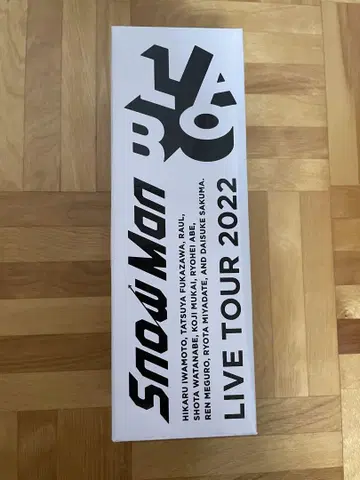 Snow Man
LABO
HIKARU IWAMOTO, TATSUYA FUKAZAWA, RAUL,
SHOTA WATANABE, KOJI MUKAI, RYOHEI ABE,
REN MEGURO, RYOTA MIYADATE, AND DAISUKE SAKUMA.
LIVE TOUR 2022